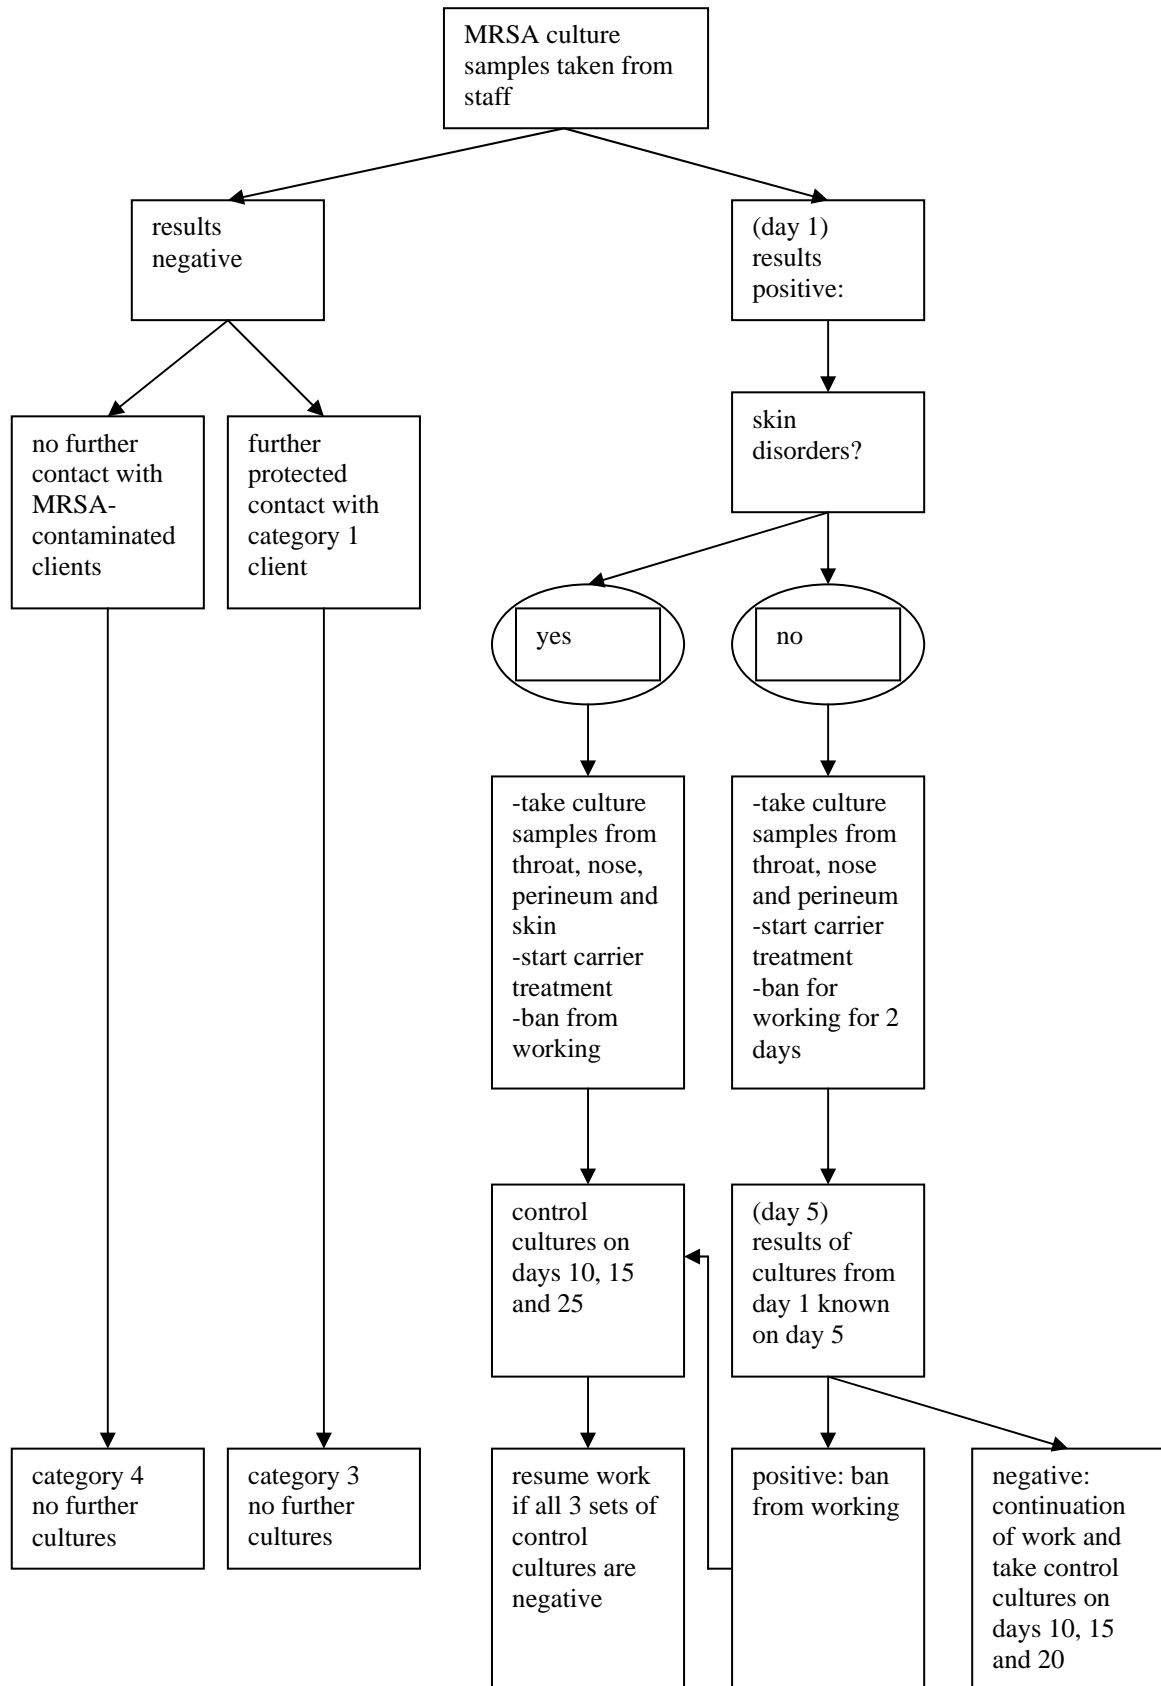 MRSA culture
samples taken from
staff
results
negative
(day 1)
results
positive:
no further
contact with
MRSA-
contaminated
clients
further
protected
contact with
category 1
client
skin
disorders?
yes
no
-take culture
samples from
throat, nose,
perineum and
skin
-start carrier
treatment
-ban from
working
-take culture
samples from
throat, nose
and perineum
-start carrier
treatment
-ban for
working for 2
days
control
cultures on
days 10, 15
and 25
(day 5)
results of
cultures from
day 1 known
on day 5
category 4
no further
cultures
category 3
no further
cultures
resume work
if all 3 sets of
control
cultures are
negative
positive: ban
from working
negative:
continuation
of work and
take control
cultures on
days 10, 15
and 20